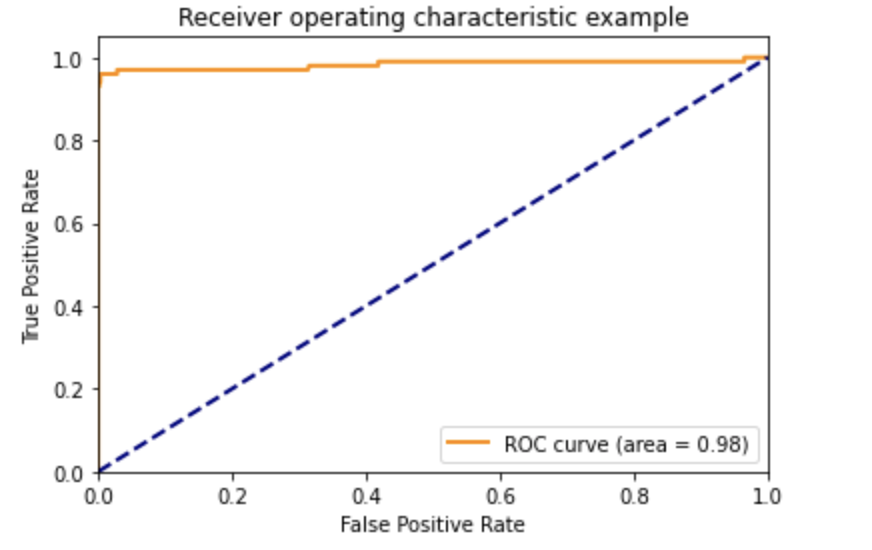 Receiver operating characteristic example
1.0
0.8
0.6
0.4
0.2
0.0
True Positive Rate
ROC curve (area = 0.98)
0.0 0.2 0.4 0.6 0.8 1.0
False Positive Rate